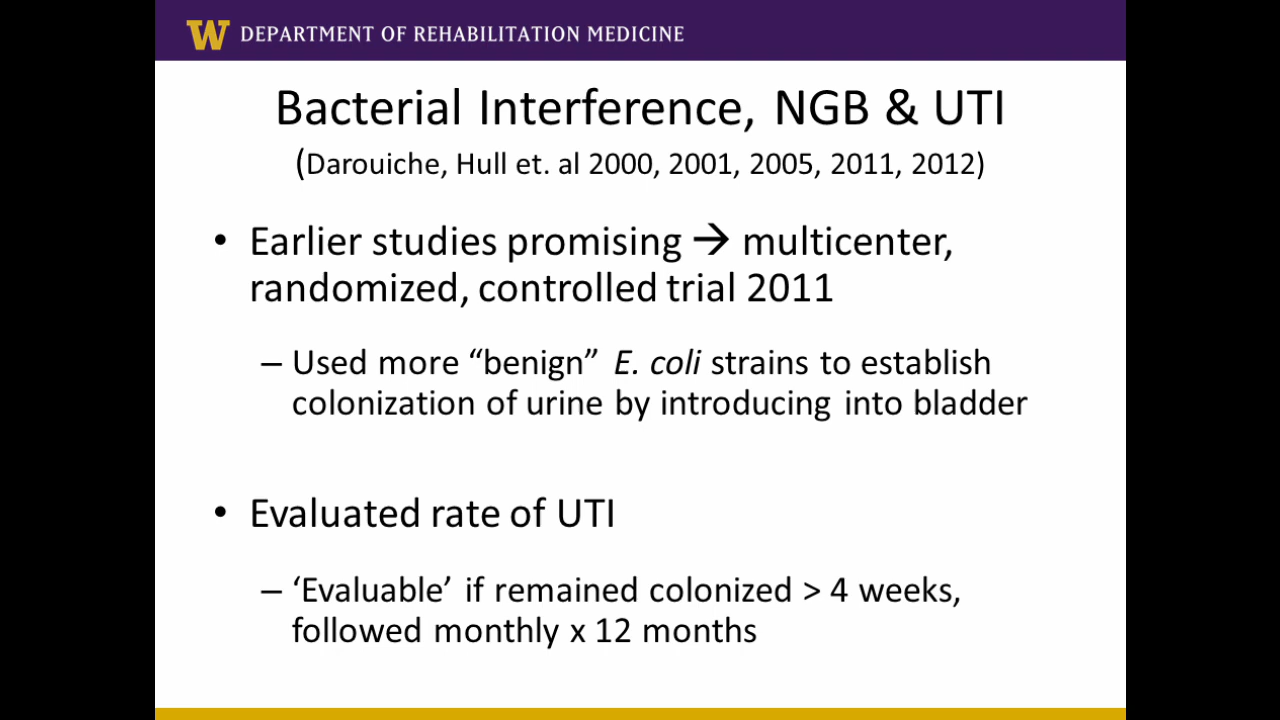 W DEPARTMENT OF REHABILITATION MEDICINE
Bacterial Interference, NGB & UTI
(Darouiche, Hull et. al 2000, 2001, 2005, 2011, 2012)
• Earlier studies promising → multicenter,
randomized, controlled trial 2011
– Used more “benign” E. coli strains to establish
colonization of urine by introducing into bladder
• Evaluated rate of UTI
– ‘Evaluable’ if remained colonized > 4 weeks,
followed monthly x 12 months